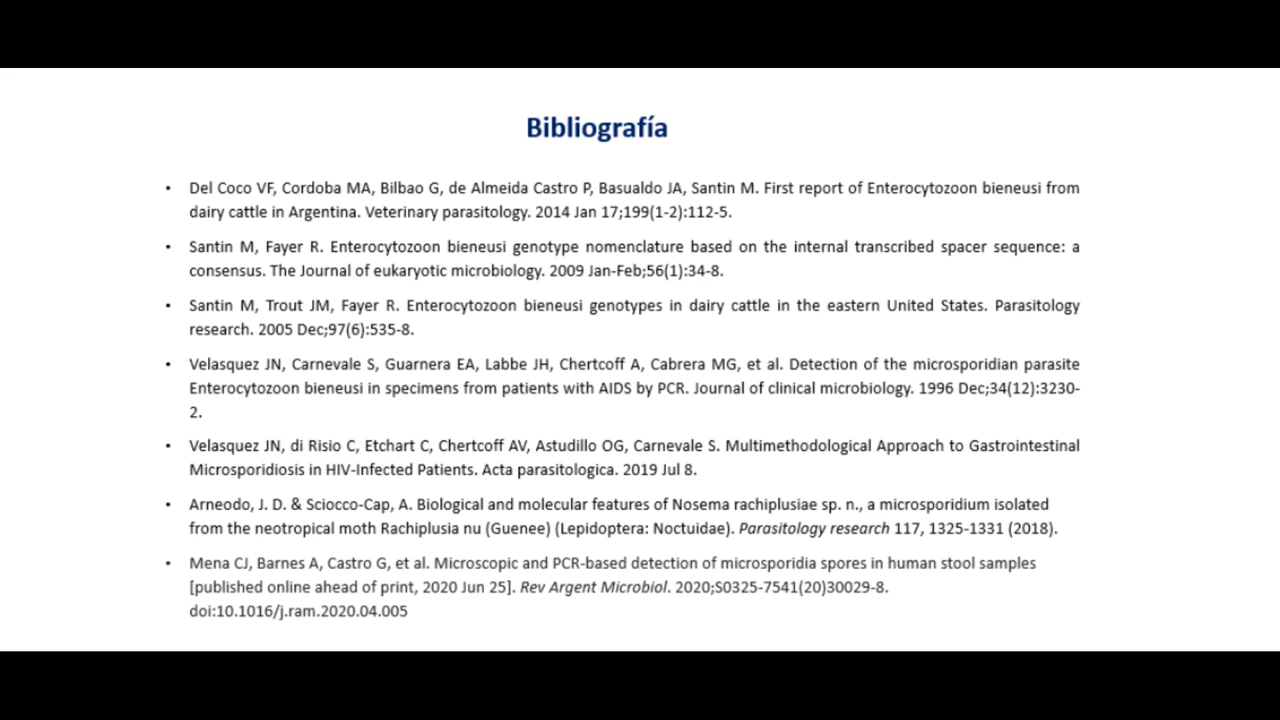 Bibliografía
• Del Coco VF, Cordoba MA, Bilbao G, de Almeida Castro P, Basualdo JA, Santin M. First report of Enterocytozoon bieneusi from
dairy cattle in Argentina. Veterinary parasitology. 2014 Jan 17;199(1-2):112-5.
• Santin M, Fayer R. Enterocytozoon bieneusi genotype nomenclature based on the internal transcribed spacer sequence: a
consensus. The Journal of eukaryotic microbiology. 2009 Jan-Feb;56(1):34-8.
• Santin M, Trout JM, Fayer R. Enterocytozoon bieneusi genotypes in dairy cattle in the eastern United States. Parasitology
research. 2005 Dec;97(6):535-8.
• Velasquez JN, Carnevale S, Guarnera EA, Labbe JH, Chertcoff A, Cabrera MG, et al. Detection of the microsporidian parasite
Enterocytozoon bieneusi in specimens from patients with AIDS by PCR. Journal of clinical microbiology. 1996 Dec;34(12):3230-
2.
• Velasquez JN, di Risio C, Etchart C, Chertcoff AV, Astudillo OG, Carnevale S. Multimethodological Approach to Gastrointestinal
Microsporidiosis in HIV-Infected Patients. Acta parasitologica. 2019 Jul 8.
• Arneodo, J. D. & Sciocco-Cap, A. Biological and molecular features of Nosema rachiplusiae sp. n., a microsporidium isolated
from the neotropical moth Rachiplusia nu (Guenee) (Lepidoptera: Noctuidae). Parasitology research 117, 1325-1331 (2018).
• Mena CJ, Barnes A, Castro G, et al. Microscopic and PCR-based detection of microsporidia spores in human stool samples
[published online ahead of print, 2020 Jun 25]. Rev Argent Microbiol. 2020;S0325-7541(20)30029-8.
doi:10.1016/j.ram.2020.04.005